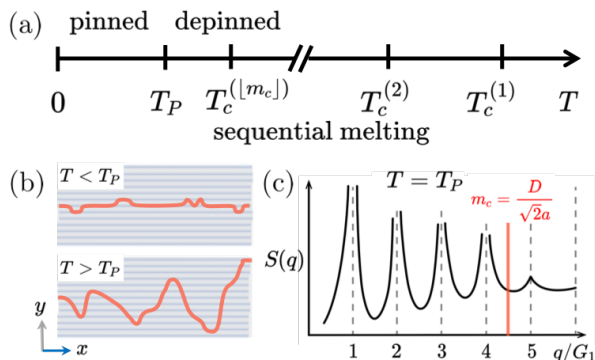 (a) pinned depinned
0 T_P T_c^{(⌊m_c⌋)} T_c^{(2)} T_c^{(1)} T
sequential melting
(b)
T < T_P
T > T_P
y
x
(c) T = T_P
m_c = D/√2a
S(q)
1 2 3 4 5 q/G_1